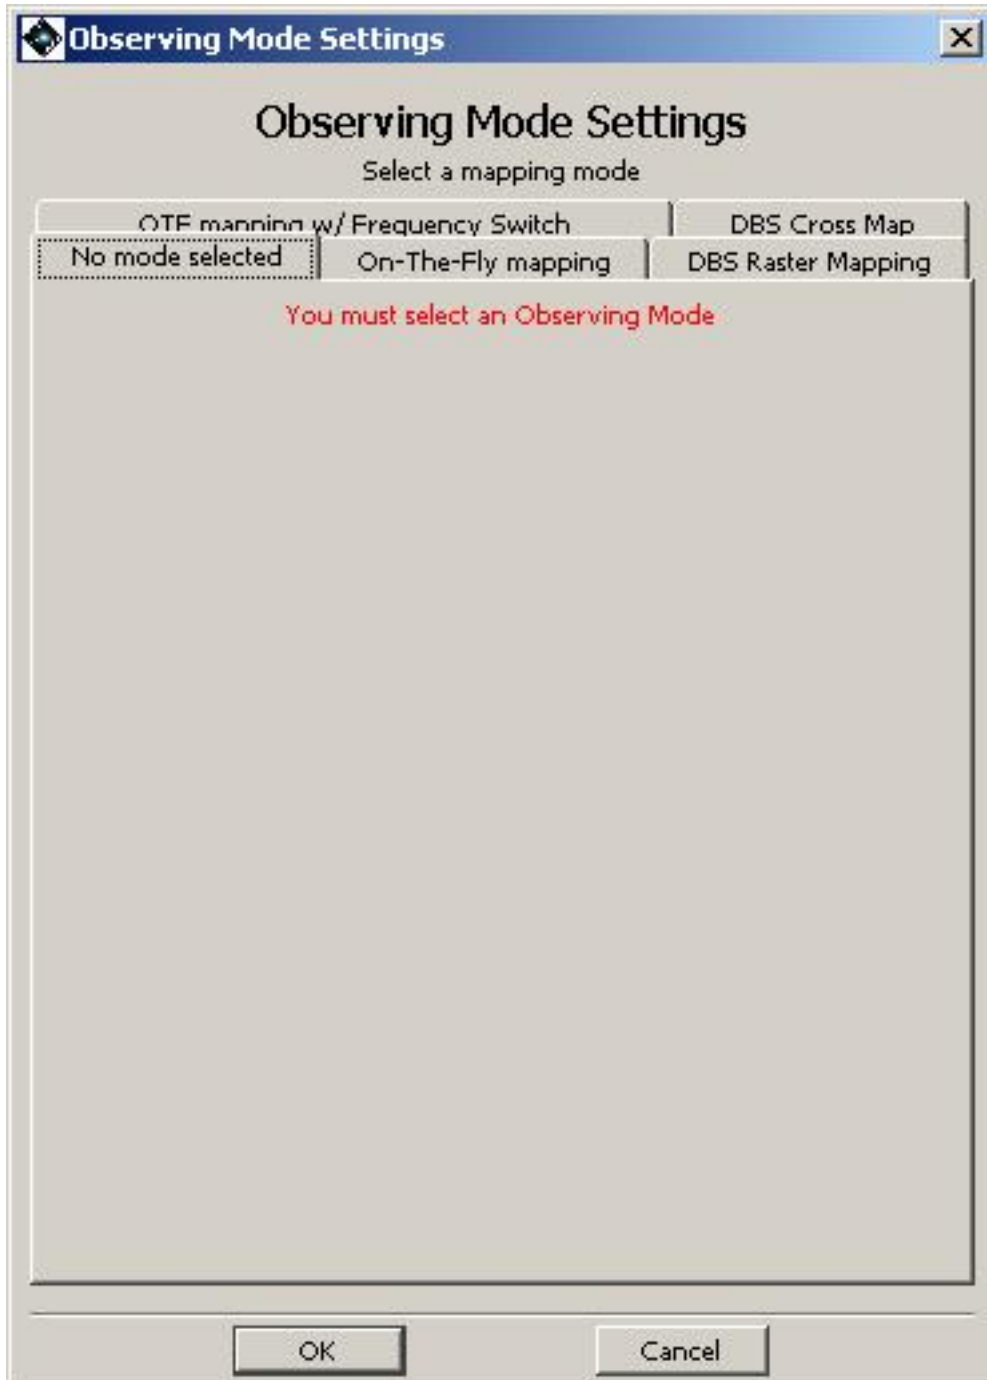 Observing Mode Settings
Observing Mode Settings
Select a mapping mode
OTF mapping w/ Frequency Switch
DBS Cross Map
No mode selected
On-The-Fly mapping
DBS Raster Mapping
You must select an Observing Mode
OK
Cancel